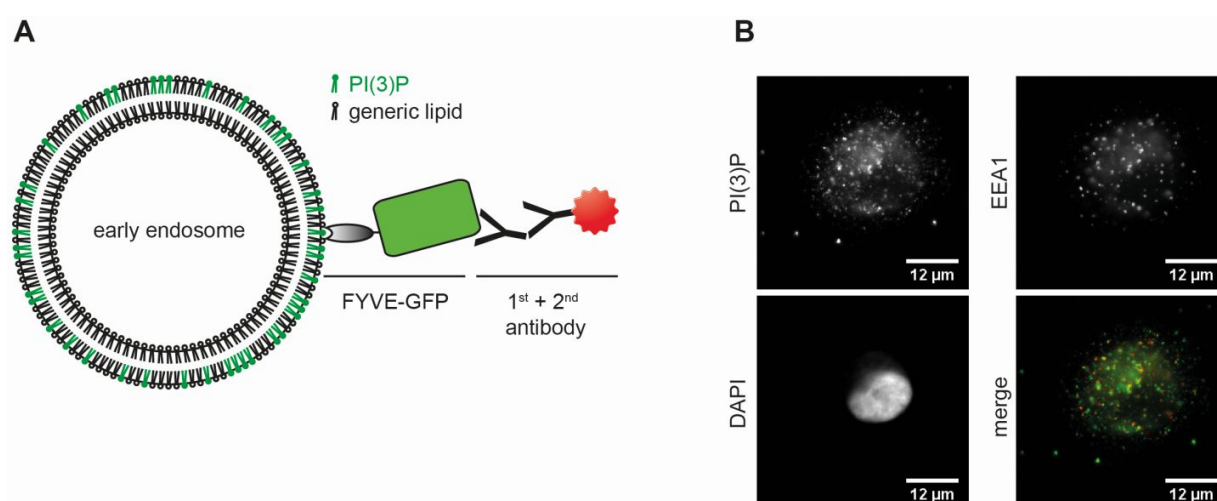 A
PI(3)P
generic lipid
early endosome
FYVE-GFP
1st + 2nd
antibody
B
PI(3)P
12 µm
EEA1
12 µm
DAPI
12 µm
merge
12 µm